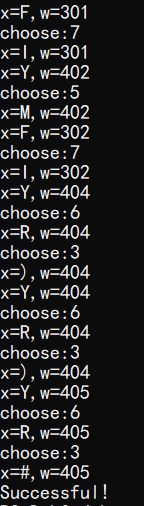 x=F,w=301
choose:7
x=I,w=301
x=Y,w=402
choose:5
x=M,w=402
x=F,w=302
choose:7
x=I,w=302
x=Y,w=404
choose:6
x=R,w=404
choose:3
x=),w=404
x=Y,w=404
choose:6
x=R,w=404
choose:3
x=),w=404
x=Y,w=405
choose:6
x=R,w=405
choose:3
x=#,w=405
Successful!